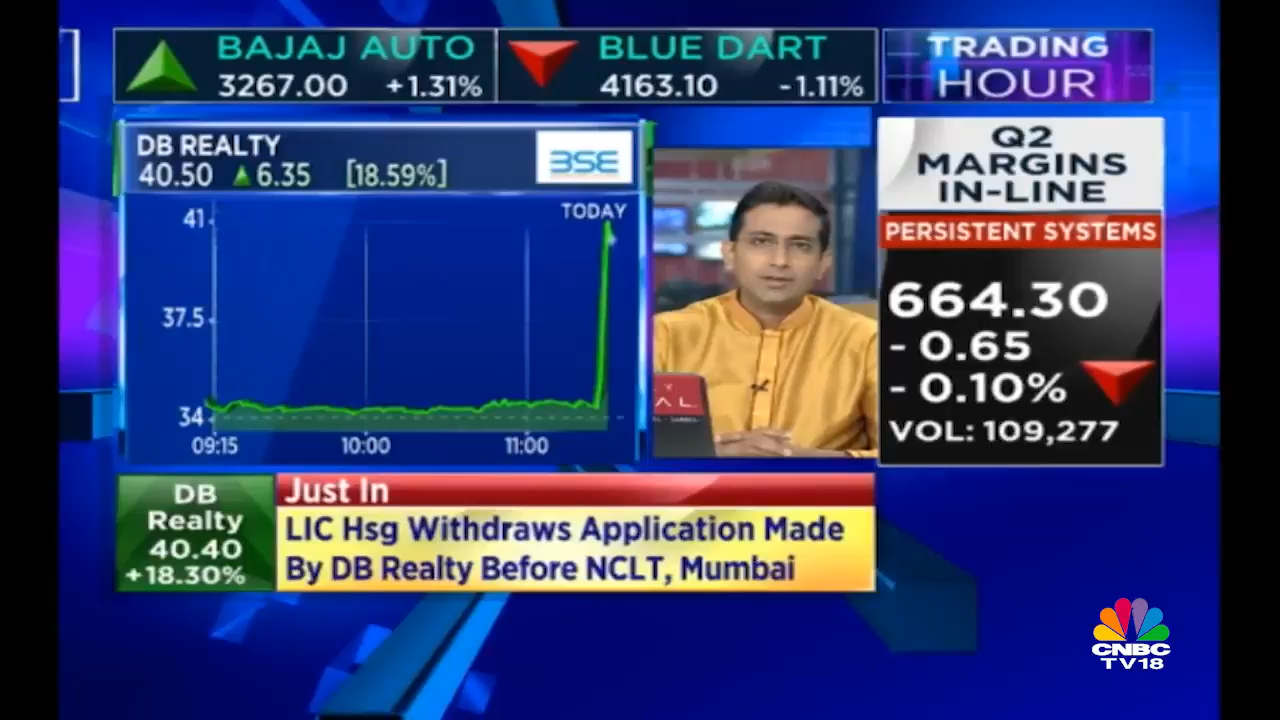 BAJAJ AUTO
3267.00 +1.31%
BLUE DART
4163.10 -1.11%
TRADING
HOUR
DB REALTY
40.50 6.35 [18.59%]
BSE
TODAY
41
37.5
34
09:15 10:00 11:00
AL.
Q2
MARGINS
IN-LINE
PERSISTENT SYSTEMS
664.30
- 0.65
- 0.10%
VOL: 109,277
DB
Realty
40.40
+18.30%
Just In
LIC Hsg Withdraws Application Made
By DB Realty Before NCLT, Mumbai
CNBC
TV18